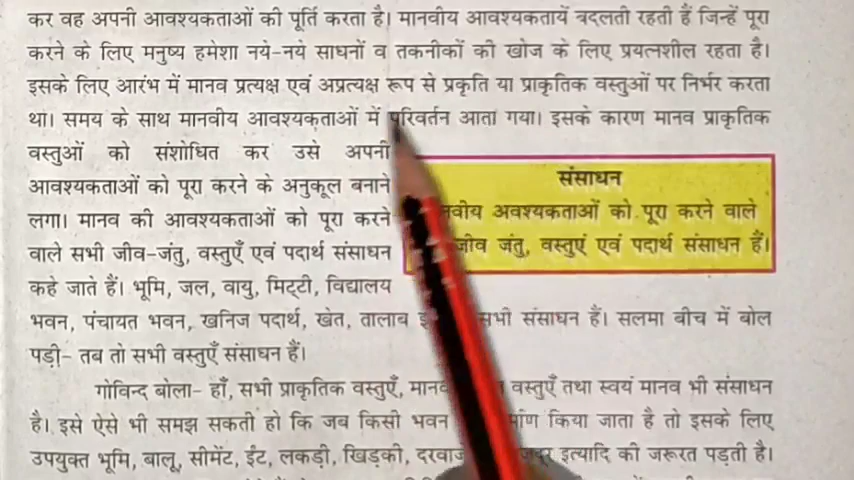 कर वह अपनी आवश्यकताओं की पूर्ति करता है। मानवीय आवश्यकतायें बदलती रहती हैं जिन्हें पूरा
करने के लिए मनुष्य हमेशा नये-नये साधनों व तकनीकों की खोज के लिए प्रयत्नशील रहता है।
इसके लिए आरंभ में मानव प्रत्यक्ष एवं अप्रत्यक्ष रूप से प्रकृति या प्राकृतिक वस्तुओं पर निर्भर करता
था। समय के साथ मानवीय आवश्यकताओं में परिवर्तन आता गया। इसके कारण मानव प्राकृतिक
वस्तुओं को संशोधित कर उसे अपनी
आवश्यकताओं को पूरा करने के अनुकूल बनाने
लगा। मानव की आवश्यकताओं को पूरा करने
वाले सभी जीव-जंतु, वस्तुएँ एवं पदार्थ संसाधन
कहे जाते हैं। भूमि, जल, वायु, मिट्टी, विद्यालय
संसाधन
अवश्यकताओं को पूरा करने वाले
जीव जंतु, वस्तुएं एवं पदार्थ संसाधन हैं।
भवन, पंचायत भवन, खनिज पदार्थ, खेत, तालाब सभी संसाधन हैं। सलमा बीच में बोल
पड़ी- तब तो सभी वस्तुएँ संसाधन हैं।
गोविन्द बोला- हाँ, सभी प्राकृतिक वस्तुएँ, वस्तुएँ तथा स्वयं मानव भी संसाधन
है। इसे ऐसे भी समझ सकती हो कि जब किसी भवन किया जाता है तो इसके लिए
उपयुक्त भूमि, बालू, सीमेंट, ईंट, लकड़ी, खिड़की, इत्यादि की जरूरत पड़ती है।